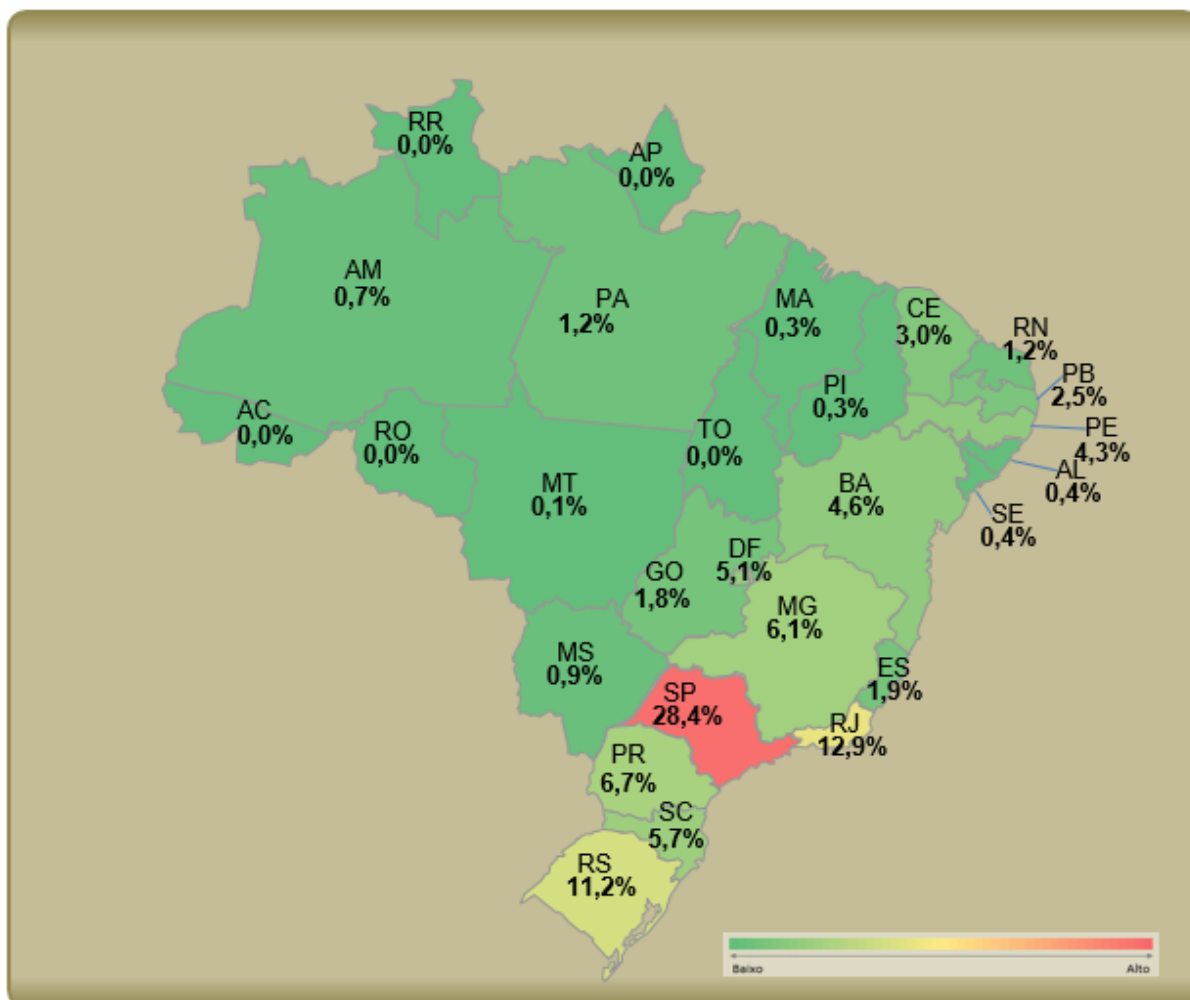 RR
0,0%
AP
0,0%
AM
0,7%
PA
1,2%
MA
0,3%
CE
3,0%
RN
1,2%
PB
2,5%
PE
4,3%
AL
0,4%
SE
0,4%
PI
0,3%
TO
0,0%
AC
0,0%
RO
0,0%
MT
0,1%
BA
4,6%
DF
5,1%
GO
1,8%
MG
6,1%
ES
1,9%
MS
0,9%
SP
28,4%
RJ
12,9%
PR
6,7%
SC
5,7%
RS
11,2%
Baixo
Alto